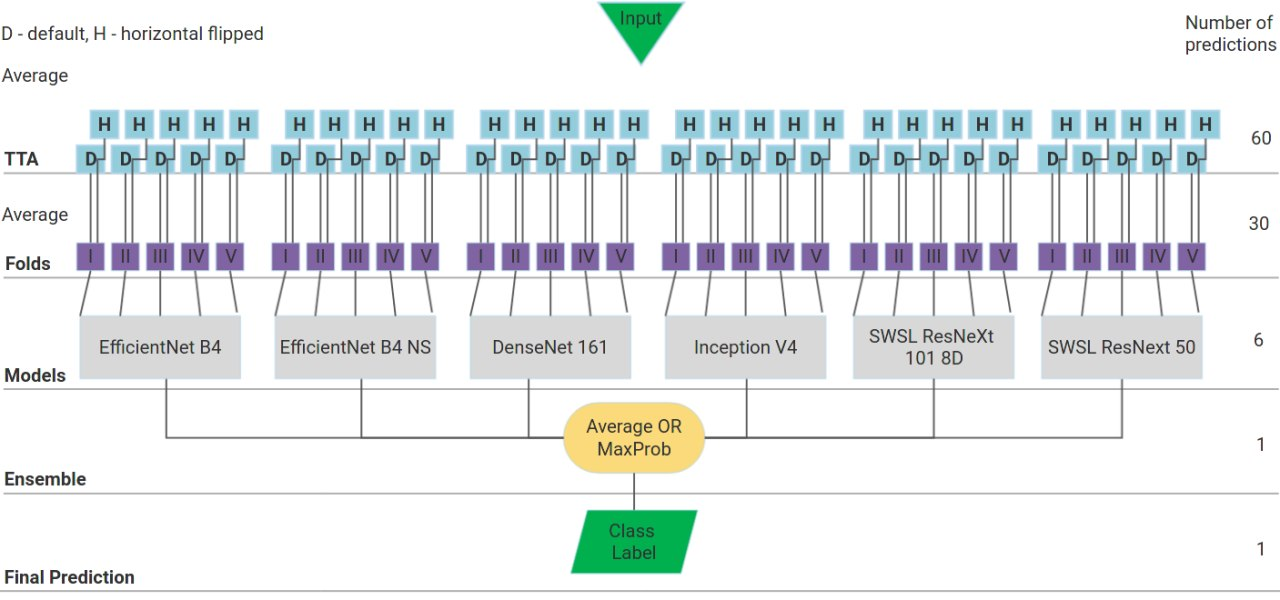 Input
D - default, H - horizontal flipped
Number of
predictions
Average
H H H H H H H H H H H H H H H H H H H H H H H H H H H H H H
60
TTA
D D D D D D D D D D D D D D D D D D D D D D D D D D D D D D
Average
30
Folds
I II III IV V I II III IV V I II III IV V I II III IV V I II III IV V I II III IV V
EfficientNet B4
EfficientNet B4 NS
DenseNet 161
Inception V4
SWSL ResNeXt
101 8D
SWSL ResNext 50
6
Models
Average OR
MaxProb
1
Ensemble
Class
Label
1
Final Prediction